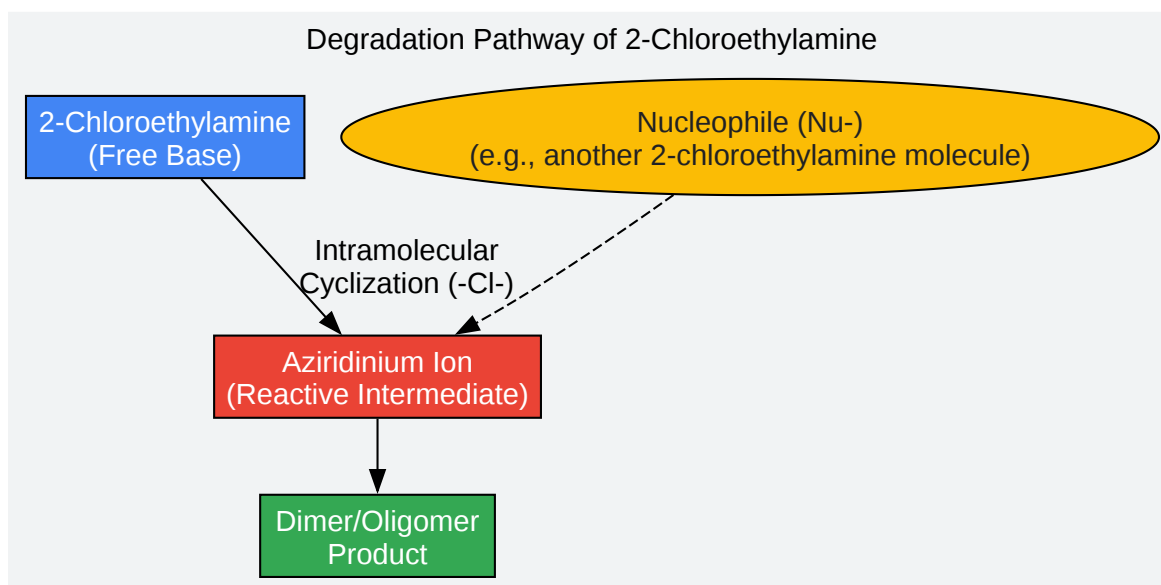 Degradation Pathway of 2-Chloroethylamine
2-Chloroethylamine
(Free Base)
Nucleophile (Nu-)
(e.g., another 2-chloroethylamine molecule)
Intramolecular
Cyclization (-Cl-)
Aziridinium Ion
(Reactive Intermediate)
Dimer/Oligomer
Product